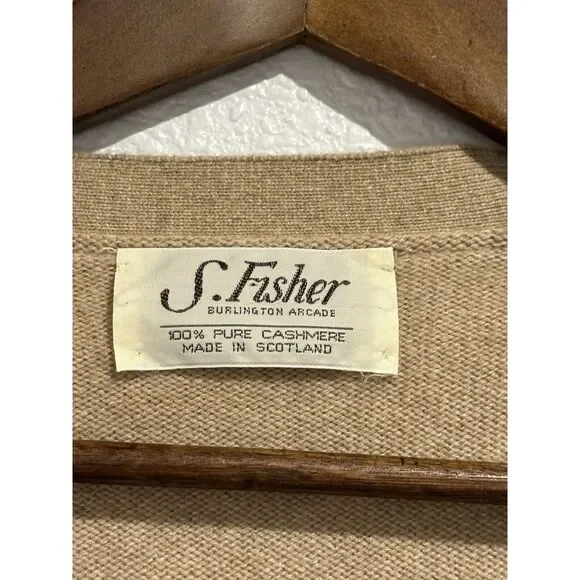 S. Fisher
BURLINGTON ARCADE
100% PURE CASHMERE
MADE IN SCOTLAND